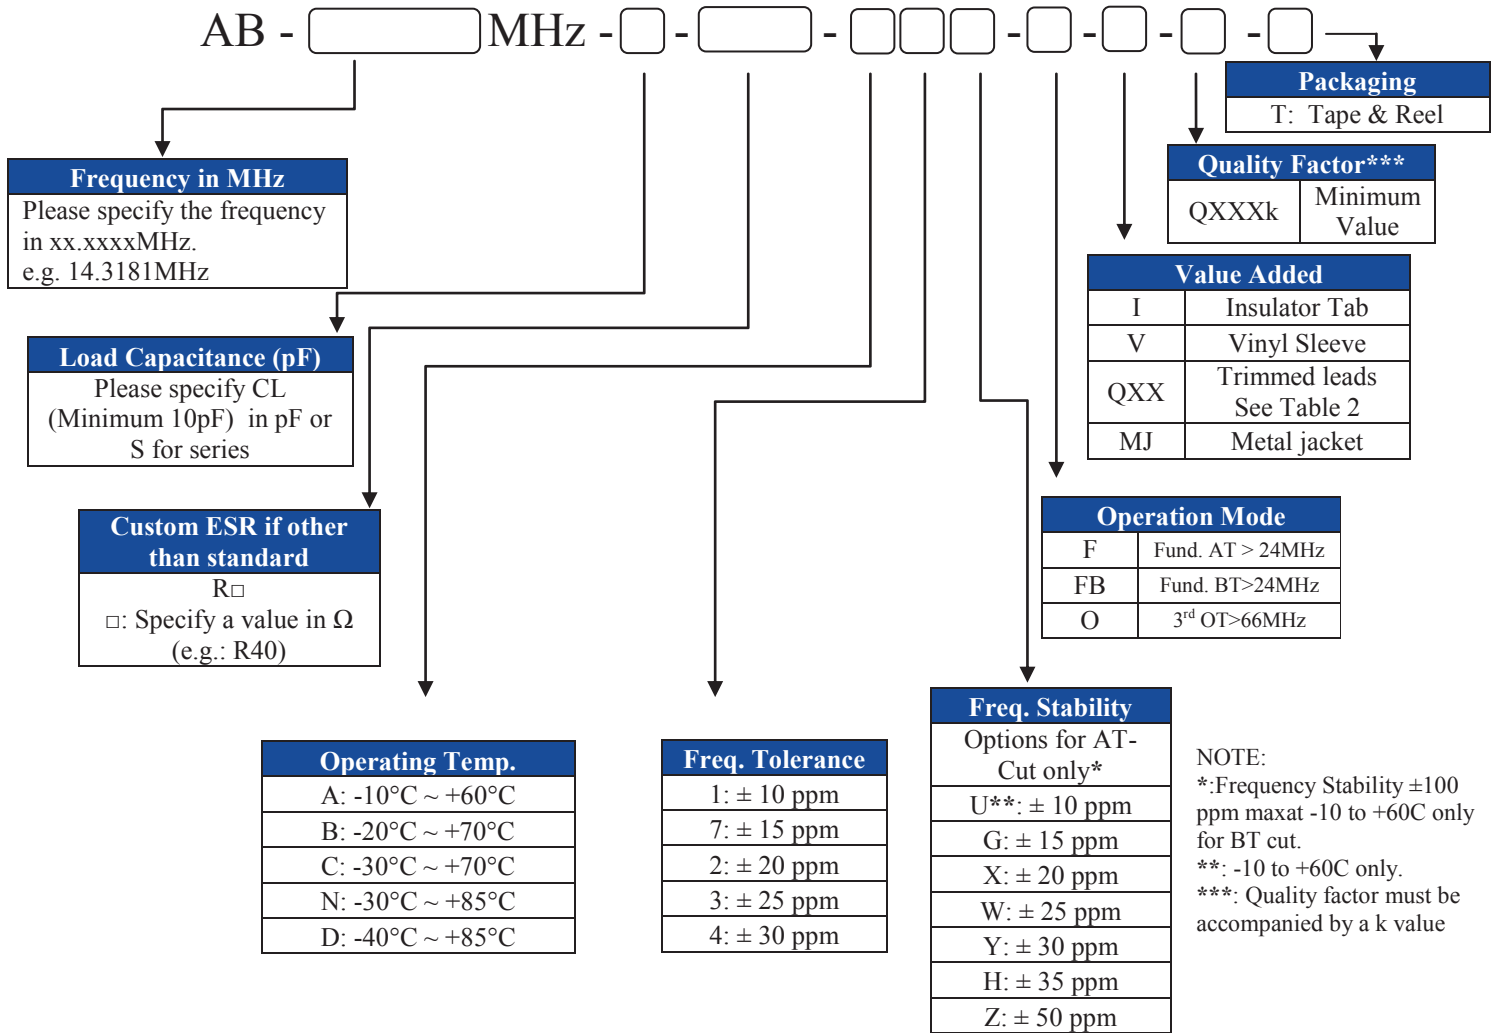 AB - MHz - - - - - - -
Packaging
T: Tape & Reel
Quality Factor***
QXXXk
Minimum
Value
Frequency in MHz
Please specify the frequency
in xx.xxxxMHz.
e.g. 14.3181MHz
Value Added
I Insulator Tab
V Vinyl Sleeve
QXX
Trimmed leads
See Table 2
MJ Metal jacket
Load Capacitance (pF)
Please specify CL
(Minimum 10pF) in pF or
S for series
Custom ESR if other
than standard
R□
□: Specify a value in Ω
(e.g.: R40)
Operation Mode
F Fund. AT > 24MHz
FB Fund. BT>24MHz
O 3rd OT>66MHz
Operating Temp.
A: -10°C ~ +60°C
B: -20°C ~ +70°C
C: -30°C ~ +70°C
N: -30°C ~ +85°C
D: -40°C ~ +85°C
Freq. Tolerance
1: ± 10 ppm
7: ± 15 ppm
2: ± 20 ppm
3: ± 25 ppm
4: ± 30 ppm
Freq. Stability
Options for AT-
Cut only*
U**: ± 10 ppm
G: ± 15 ppm
X: ± 20 ppm
W: ± 25 ppm
Y: ± 30 ppm
H: ± 35 ppm
Z: ± 50 ppm
NOTE:
*:Frequency Stability ±100
ppm maxat -10 to +60C only
for BT cut.
**: -10 to +60C only.
***: Quality factor must be
accompanied by a k value